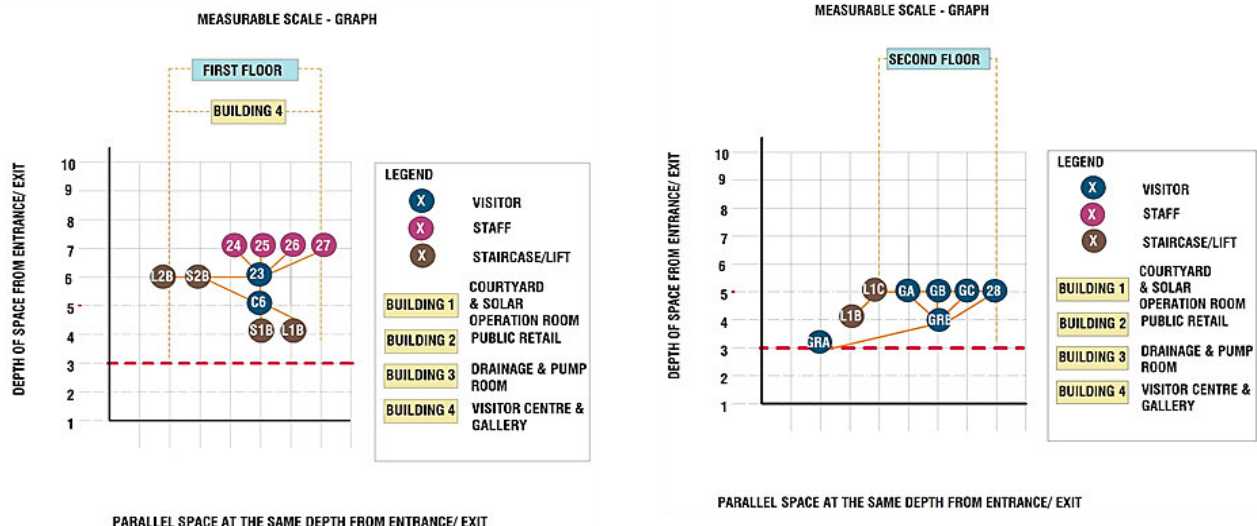 MEASURABLE SCALE - GRAPH
FIRST FLOOR
BUILDING 4
DEPTH OF SPACE FROM ENTRANCE/ EXIT
10
9
8
7
6
5
4
3
2
1
24 25 26 27
L2B S2B 23
C6
S1B L1B
LEGEND
X VISITOR
X STAFF
X STAIRCASE/LIFT
BUILDING 1 COURTYARD
& SOLAR
OPERATION ROOM
BUILDING 2 PUBLIC RETAIL
BUILDING 3 DRAINAGE & PUMP
ROOM
BUILDING 4 VISITOR CENTRE &
GALLERY
PARALLEL SPACE AT THE SAME DEPTH FROM ENTRANCE/ EXIT
MEASURABLE SCALE - GRAPH
SECOND FLOOR
DEPTH OF SPACE FROM ENTRANCE/ EXIT
10
9
8
7
6
5
4
3
2
1
L1C GA GB GC 28
L1B GRB
GRA
LEGEND
X VISITOR
X STAFF
X STAIRCASE/LIFT
BUILDING 1 COURTYARD
& SOLAR
OPERATION ROOM
BUILDING 2 PUBLIC RETAIL
BUILDING 3 DRAINAGE & PUMP
ROOM
BUILDING 4 VISITOR CENTRE &
GALLERY
PARALLEL SPACE AT THE SAME DEPTH FROM ENTRANCE/ EXIT